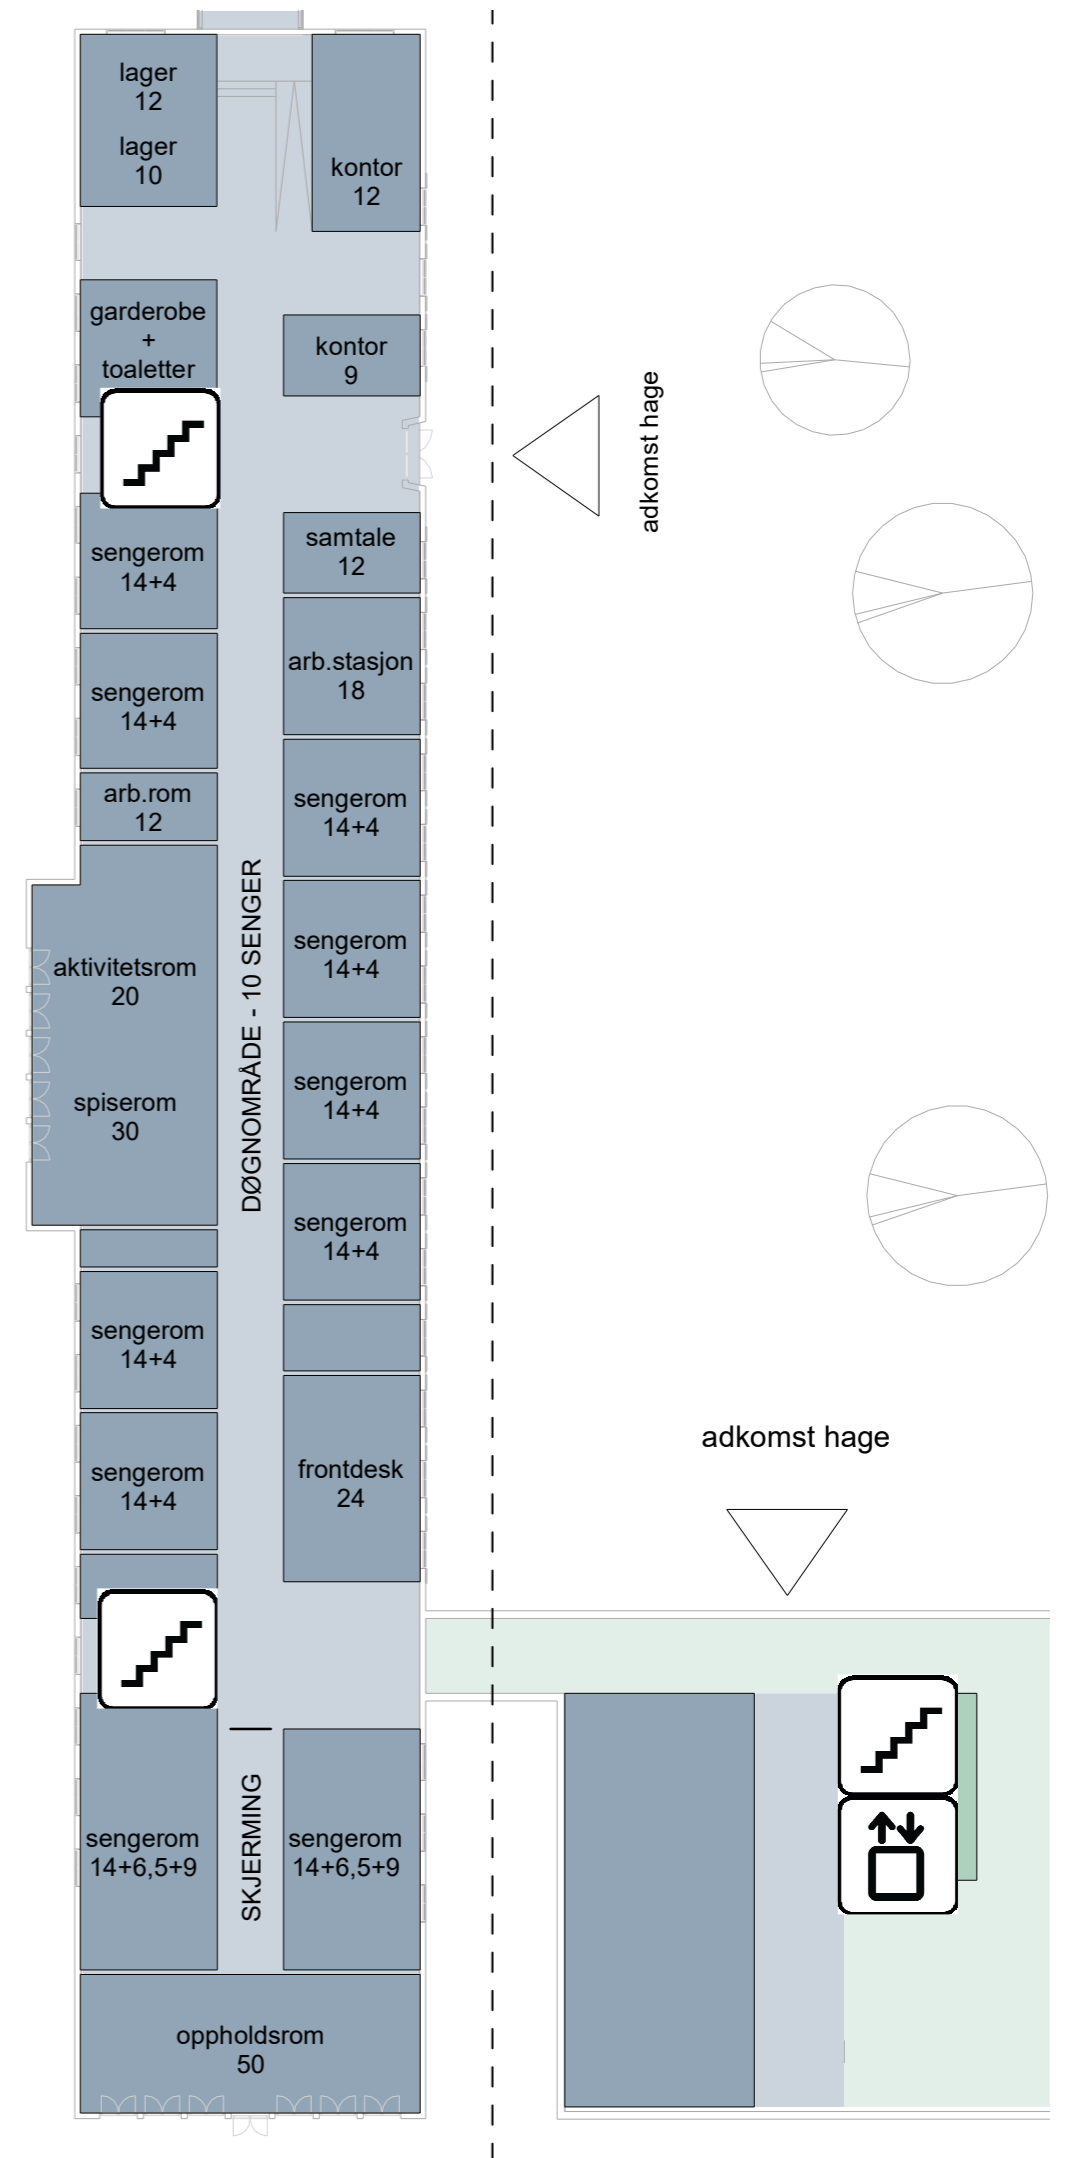 lager
12
lager
10
kontor
12
garderobe
+
toaletter
kontor
9
adkomst hage
sengerom
14+4
samtale
12
sengerom
14+4
arb.stasjon
18
arb.rom
12
sengerom
14+4
DØGNOMRÅDE - 10 SENGER
aktivitetsrom
20
sengerom
14+4
spiserom
30
sengerom
14+4
sengerom
14+4
sengerom
14+4
sengerom
14+4
frontdesk
24
adkomst hage
SKJERMING
sengerom
14+6,5+9
sengerom
14+6,5+9
oppholdsrom
50